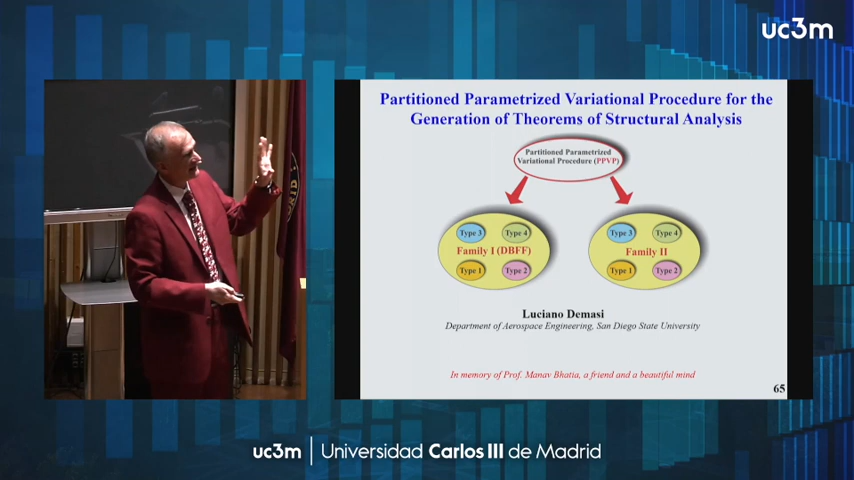 uc3m
Partitioned Parametrized Variational Procedure for the
Generation of Theorems of Structural Analysis
Partitioned Parametrized
Variational Procedure (PPVP)
Type 3
Type 4
Family I (DBFF)
Type 1
Type 2
Type 3
Type 4
Family II
Type 1
Type 2
Luciano Demasi
Department of Aerospace Engineering, San Diego State University
In memory of Prof. Manav Bhatia, a friend and a beautiful mind
65
uc3m | Universidad Carlos III de Madrid